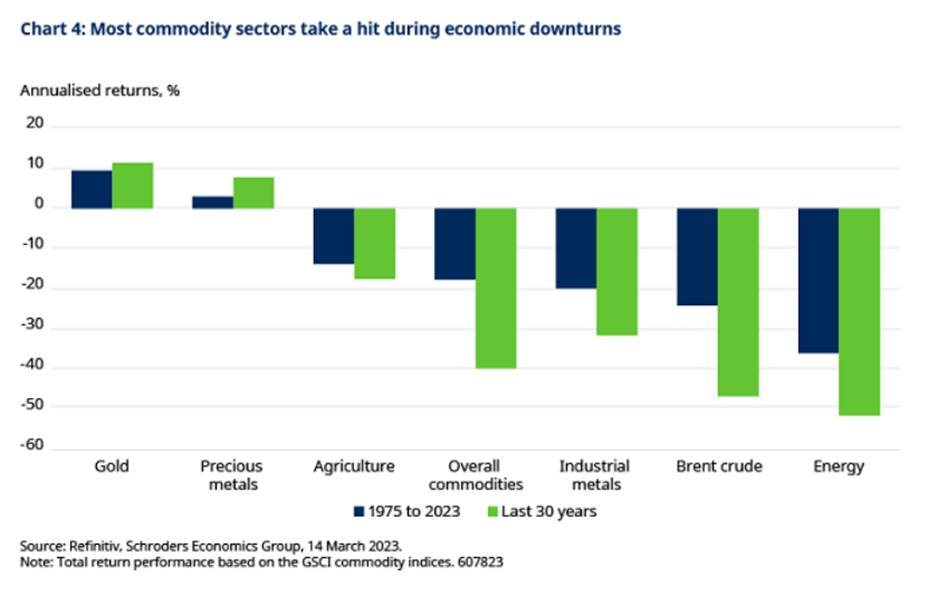 Chart 4: Most commodity sectors take a hit during economic downturns
Annualised returns, %
20
10
0
-10
-20
-30
-40
-50
-60
Gold
Precious
metals
Agriculture
Overall
commodities
Industrial
metals
Brent crude
Energy
1975 to 2023
Last 30 years
Source: Refinitiv, Schroders Economics Group, 14 March 2023.
Note: Total return performance based on the GSCI commodity indices. 607823